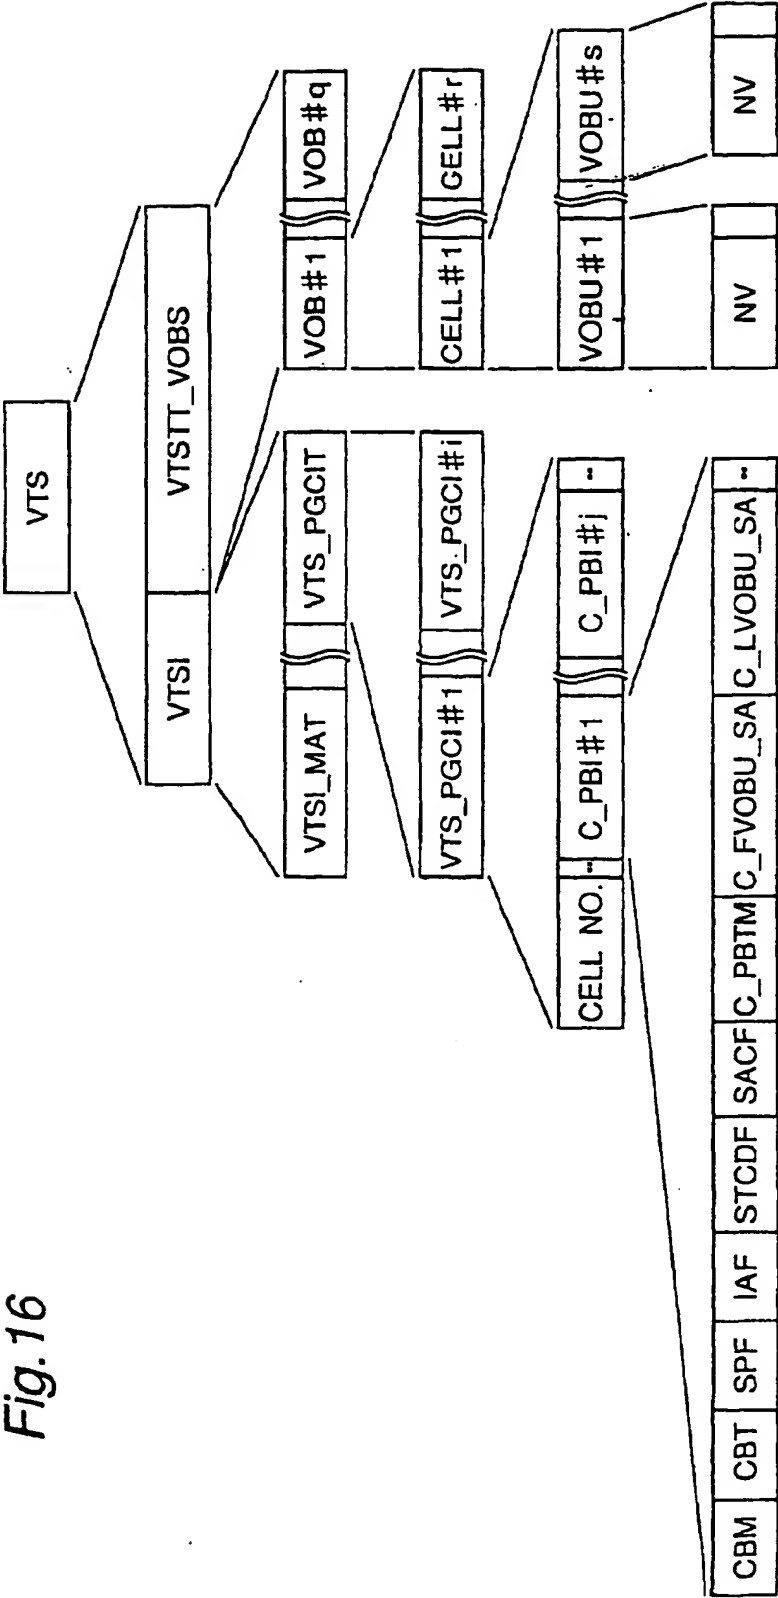 Fig.16
VTS
VTSI VTSTT_VOBS
VTSI_MAT VTS_PGCIT VOB#1 VOB#q
VTS_PGCI#1 VTS_PGCI#i CELL#1 CELL#r
CELL NO. -- C_PBI#1 C_PBI#j -- VOBU#1 VOBU#s
CBM CBT SPF IAF STCDF SACF C_PBTM C_FVOBU_SA C_LVOBU_SA -- NV NV